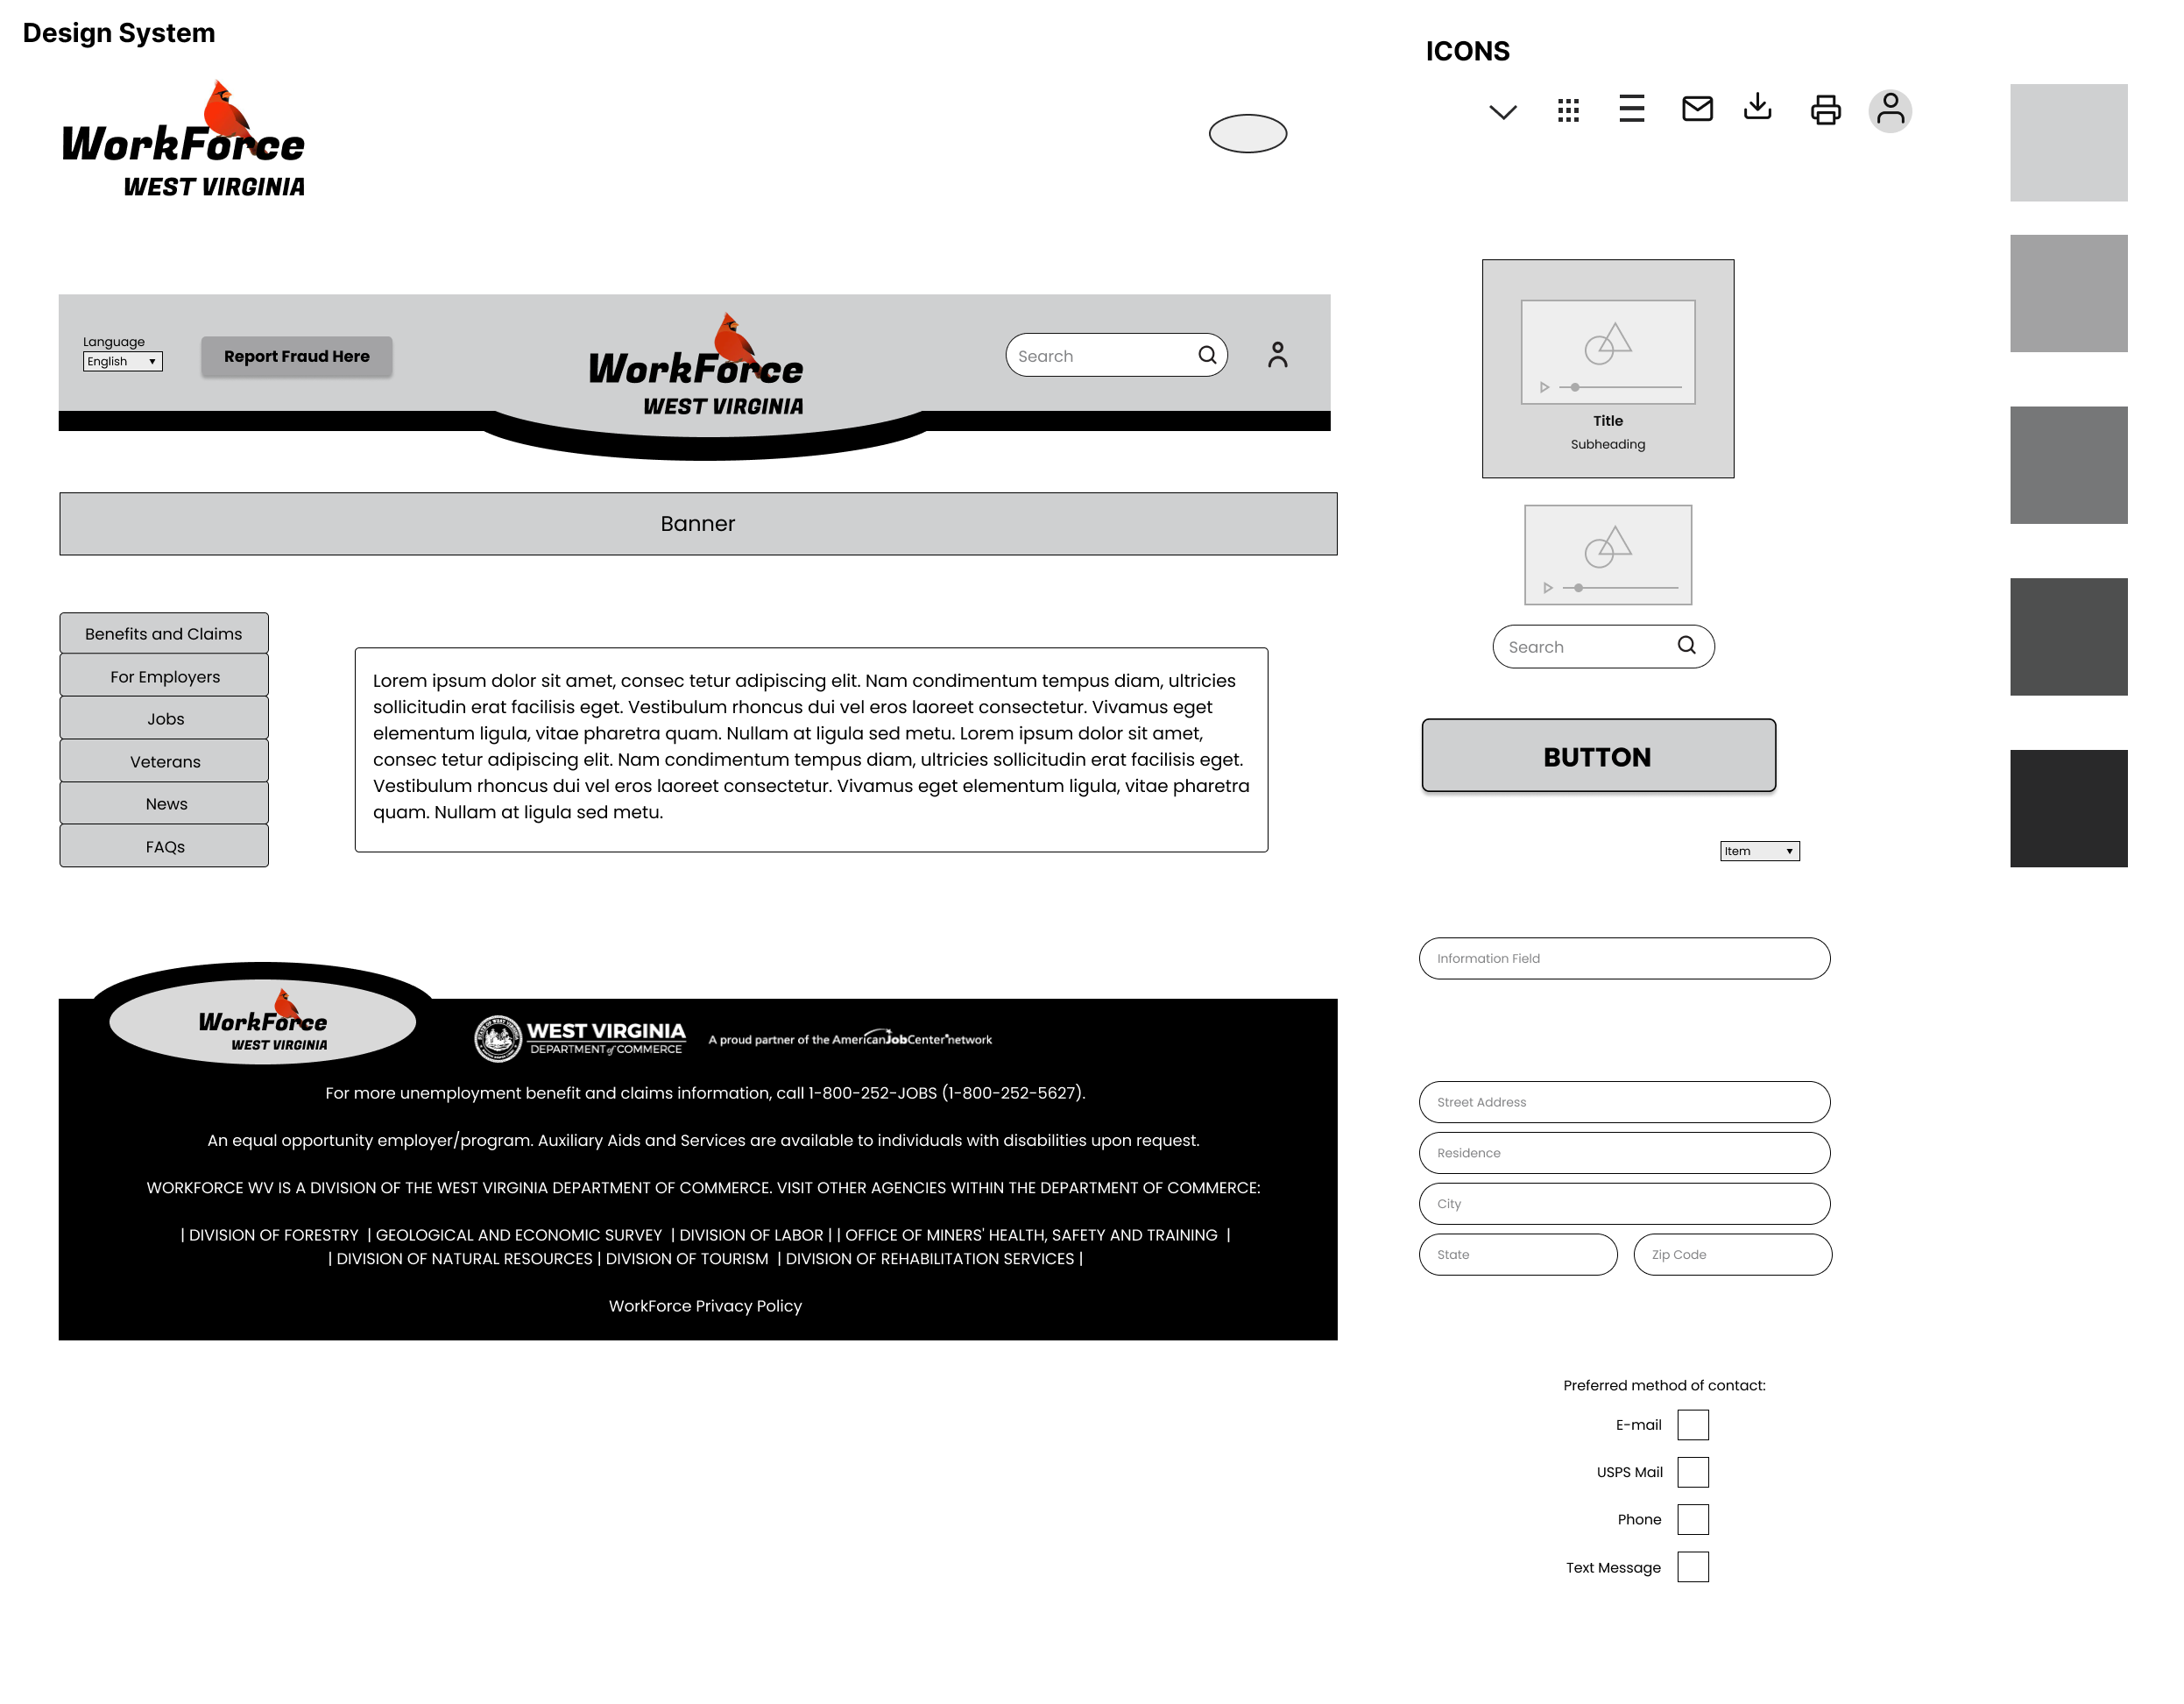 Design System
WorkForce
WEST VIRGINIA
Language
English
Report Fraud Here
WorkForce
WEST VIRGINIA
Search
Banner
Benefits and Claims
For Employers
Jobs
Veterans
News
FAQs
Lorem ipsum dolor sit amet, consec tetur adipiscing elit. Nam condimentum tempus diam, ultricies
sollicitudin erat facilisis eget. Vestibulum rhoncus dui vel eros laoreet consectetur. Vivamus eget
elementum ligula, vitae pharetra quam. Nullam at ligula sed metu. Lorem ipsum dolor sit amet,
consec tetur adipiscing elit. Nam condimentum tempus diam, ultricies sollicitudin erat facilisis eget.
Vestibulum rhoncus dui vel eros laoreet consectetur. Vivamus eget elementum ligula, vitae pharetra
quam. Nullam at ligula sed metu.
WorkForce
WEST VIRGINIA
WEST VIRGINIA
DEPARTMENT of COMMERCE
A proud partner of the AmericanJobCenter network
For more unemployment benefit and claims information, call 1-800-252-JOBS (1-800-252-5627).
An equal opportunity employer/program. Auxiliary Aids and Services are available to individuals with disabilities upon request.
WORKFORCE WV IS A DIVISION OF THE WEST VIRGINIA DEPARTMENT OF COMMERCE. VISIT OTHER AGENCIES WITHIN THE DEPARTMENT OF COMMERCE:
| DIVISION OF FORESTRY | GEOLOGICAL AND ECONOMIC SURVEY | DIVISION OF LABOR | | OFFICE OF MINERS' HEALTH, SAFETY AND TRAINING |
| DIVISION OF NATURAL RESOURCES | DIVISION OF TOURISM | DIVISION OF REHABILITATION SERVICES |
WorkForce Privacy Policy
ICONS
Title
Subheading
Search
BUTTON
Item
Information Field
Street Address
Residence
City
State
Zip Code
Preferred method of contact:
E-mail
USPS Mail
Phone
Text Message